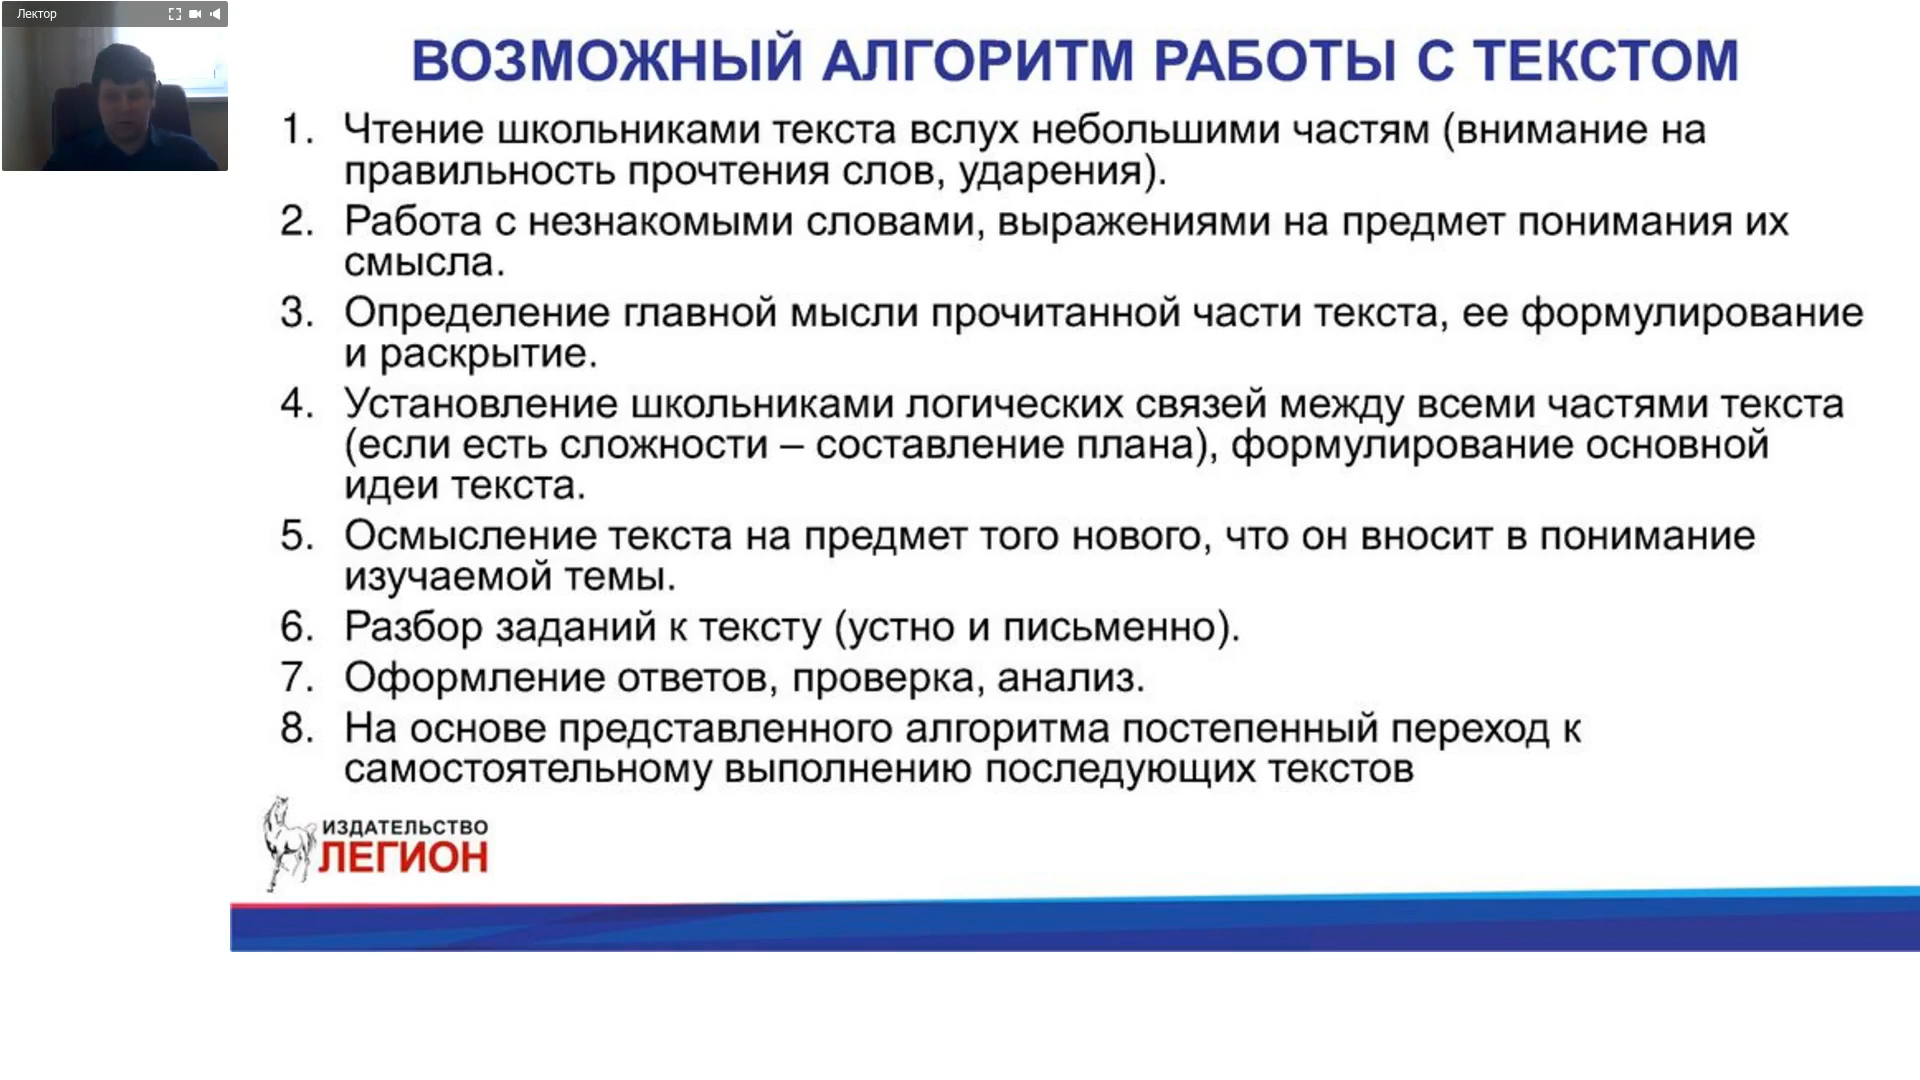 Лектор
ВОЗМОЖНЫЙ АЛГОРИТМ РАБОТЫ С ТЕКСТОМ
1. Чтение школьниками текста вслух небольшими частям (внимание на
правильность прочтения слов, ударения).
2. Работа с незнакомыми словами, выражениями на предмет понимания их
смысла.
3. Определение главной мысли прочитанной части текста, ее формулирование
и раскрытие.
4. Установление школьниками логических связей между всеми частями текста
(если есть сложности – составление плана), формулирование основной
идеи текста.
5. Осмысление текста на предмет того нового, что он вносит в понимание
изучаемой темы.
6. Разбор заданий к тексту (устно и письменно).
7. Оформление ответов, проверка, анализ.
8. На основе представленного алгоритма постепенный переход к
самостоятельному выполнению последующих текстов
ИЗДАТЕЛЬСТВО
ЛЕГИОН